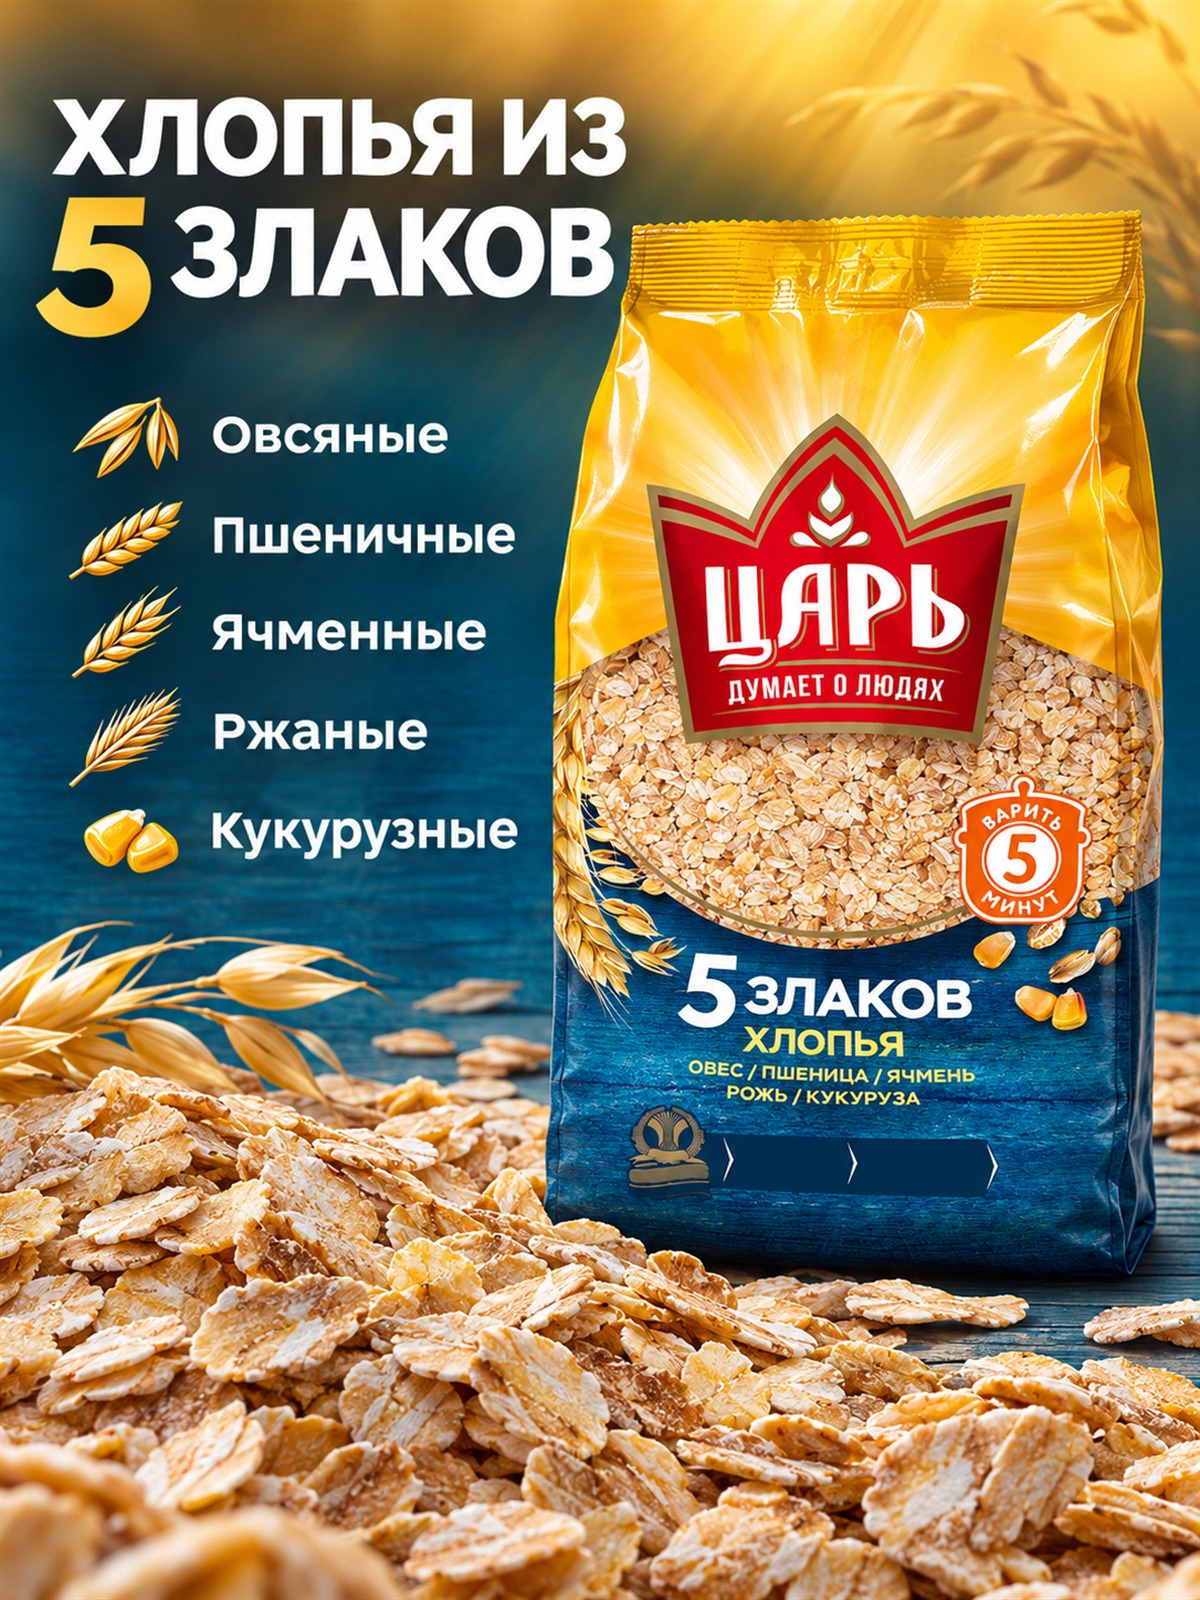 ХЛОПЬЯ ИЗ
5 ЗЛАКОВ
Овсяные
Пшеничные
Ячменные
Ржаные
Кукурузные
ЦАРЬ
ДУМАЕТ О ЛЮДЯХ
ВАРИТЬ
5
МИНУТ
5 ЗЛАКОВ
ХЛОПЬЯ
ОВЕС / ПШЕНИЦА / ЯЧМЕНЬ
РОЖЬ / КУКУРУЗА